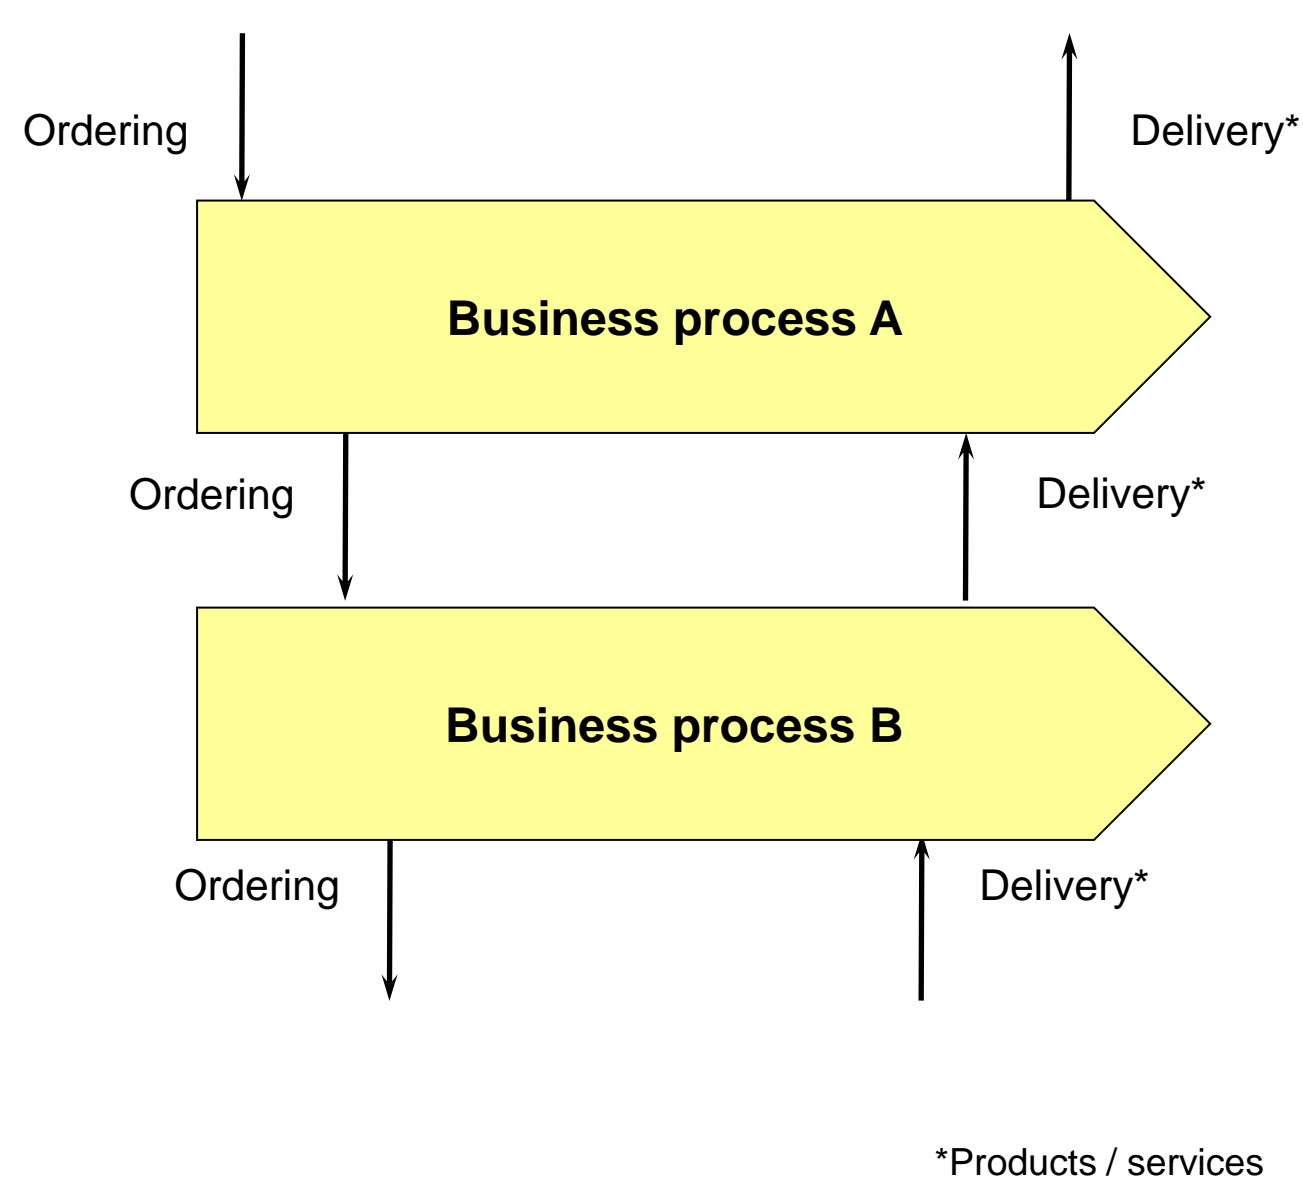 Ordering
Delivery*
Business process A
Ordering
Delivery*
Business process B
Ordering
Delivery*
*Products / services